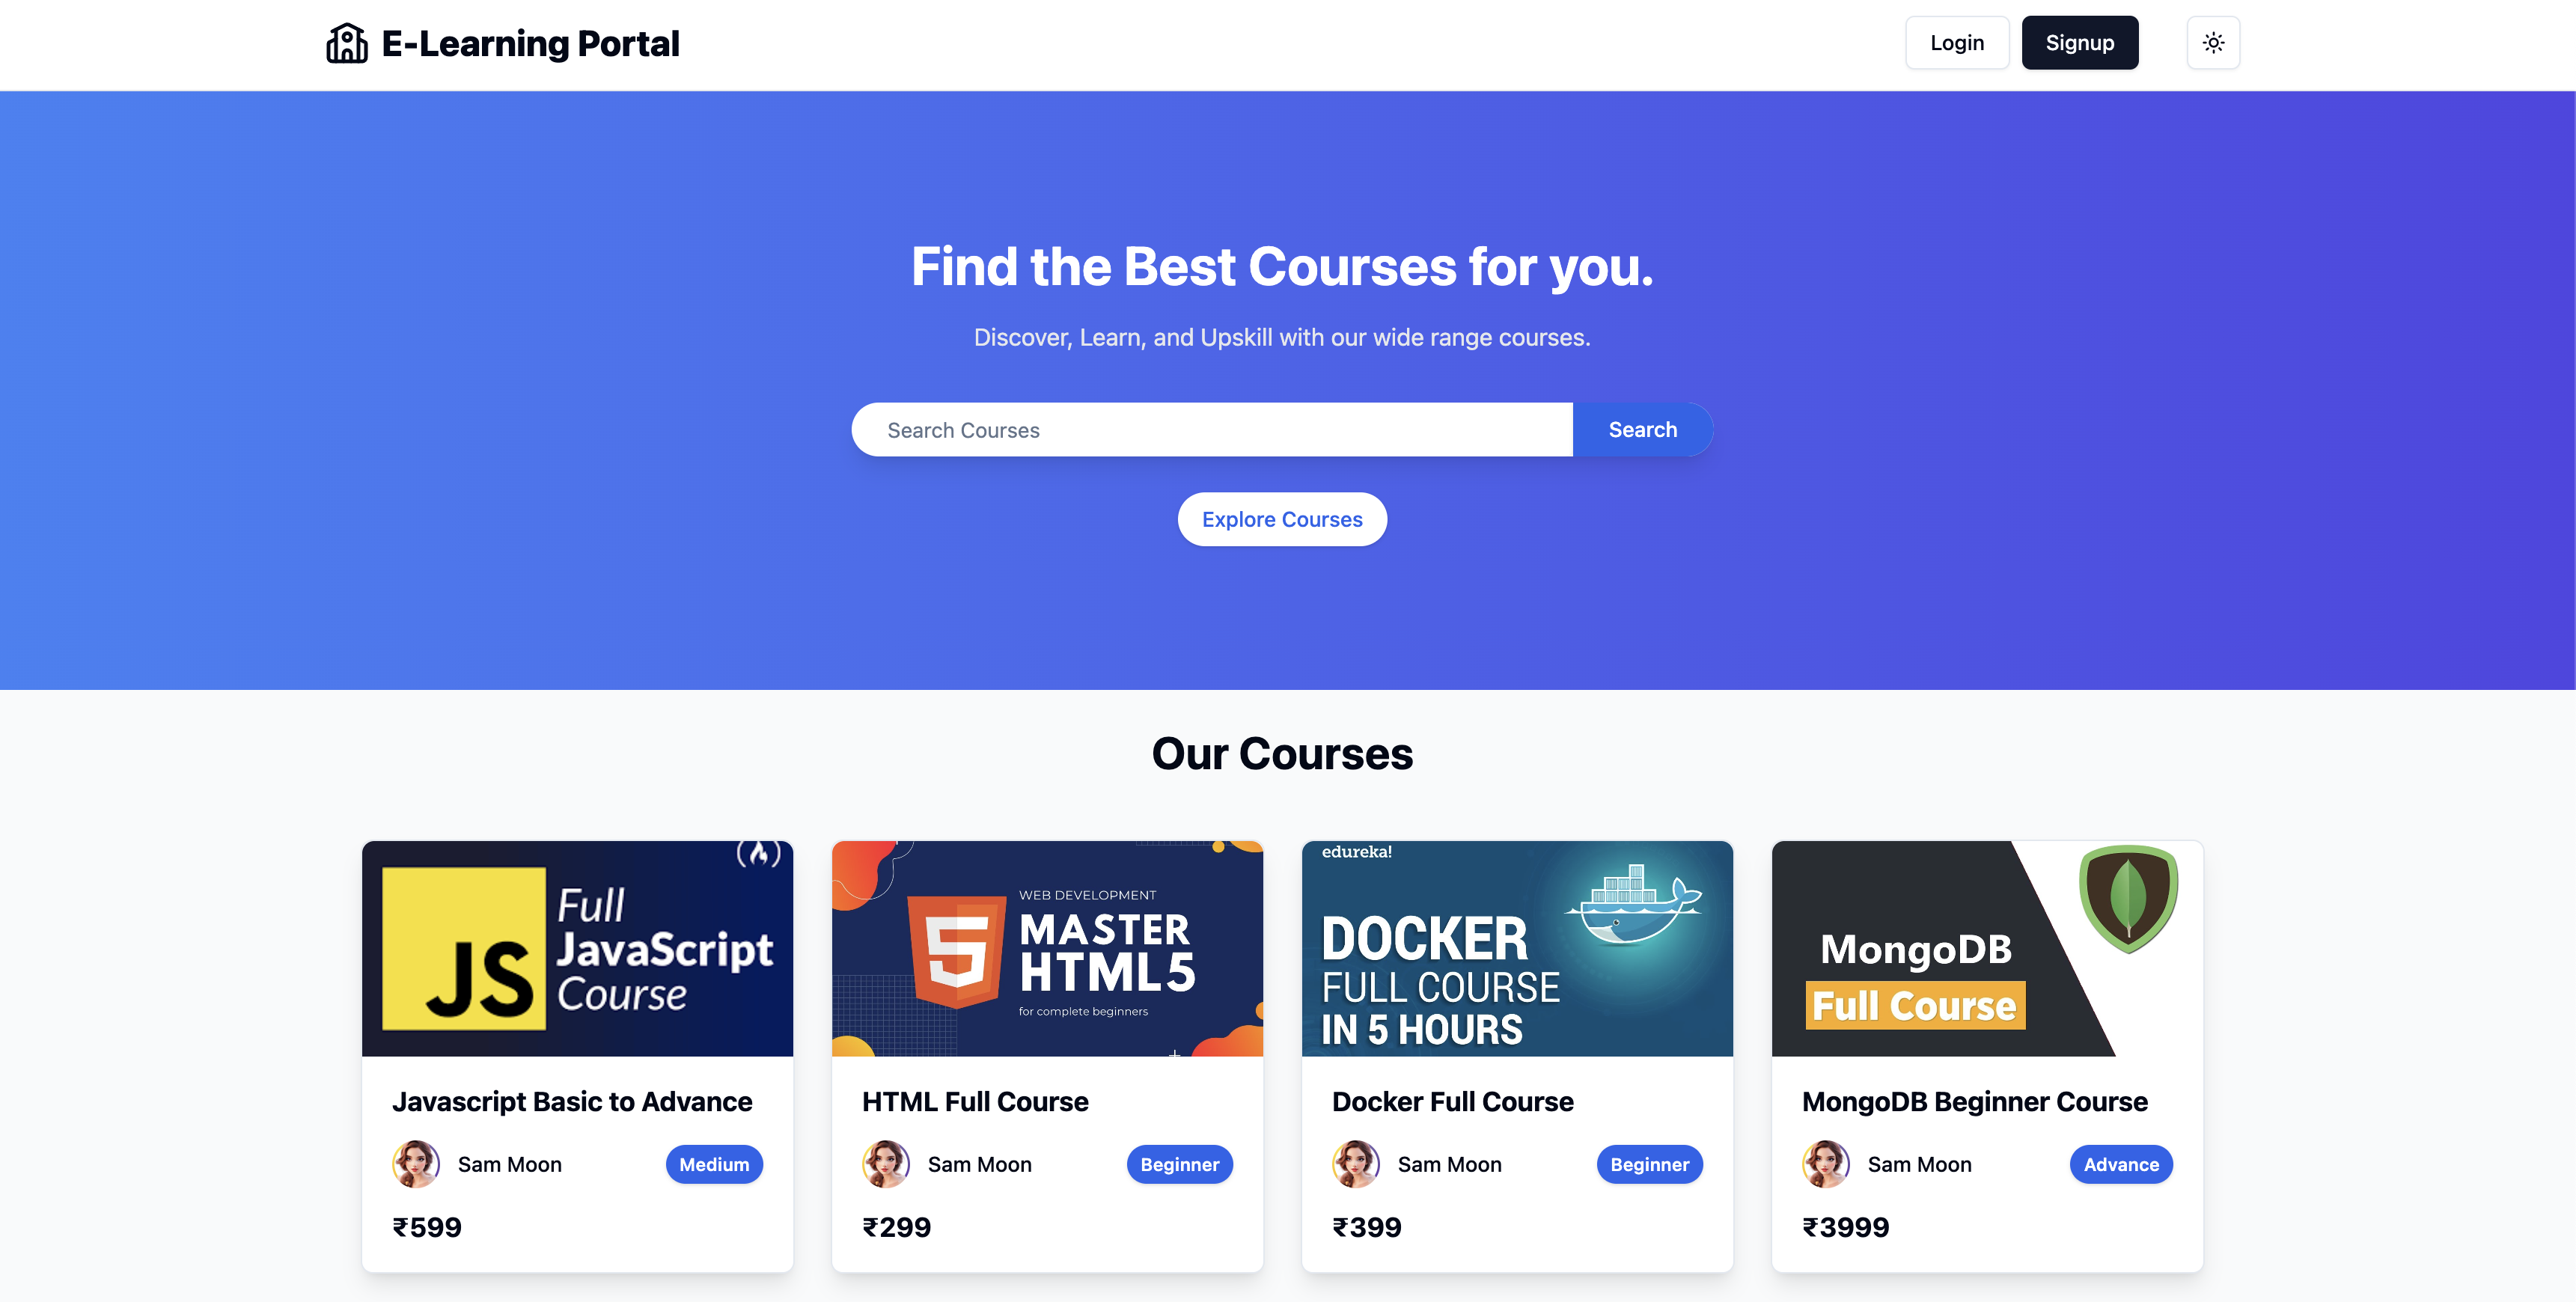 E-Learning Portal
Login
Signup
Find the Best Courses for you.
Discover, Learn, and Upskill with our wide range courses.
Search Courses
Search
Explore Courses
Our Courses
JS
Full
JavaScript
Course
WEB DEVELOPMENT
MASTER
HTML5
for complete beginners
edureka!
DOCKER
FULL COURSE
IN 5 HOURS
MongoDB
Full Course
Javascript Basic to Advance
Sam Moon
Medium
₹599
HTML Full Course
Sam Moon
Beginner
₹299
Docker Full Course
Sam Moon
Beginner
₹399
MongoDB Beginner Course
Sam Moon
Advance
₹3999